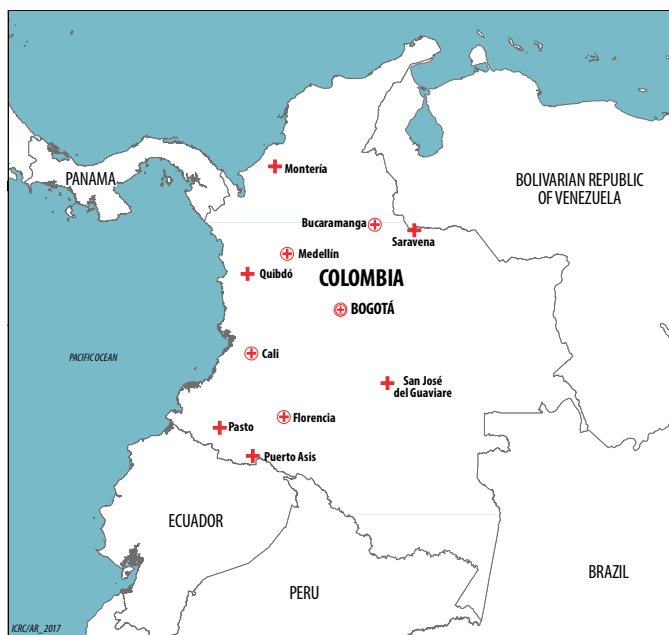 Montería
PANAMA
BOLIVARIAN REPUBLIC
OF VENEZUELA
Bucaramanga
Saravena
Medellín
Quibdó
COLOMBIA
BOGOTÁ
PACIFIC OCEAN
Cali
San José
del Guaviare
Florencia
Pasto
Puerto Asis
ECUADOR
BRAZIL
PERU
ICRC/AR_2017